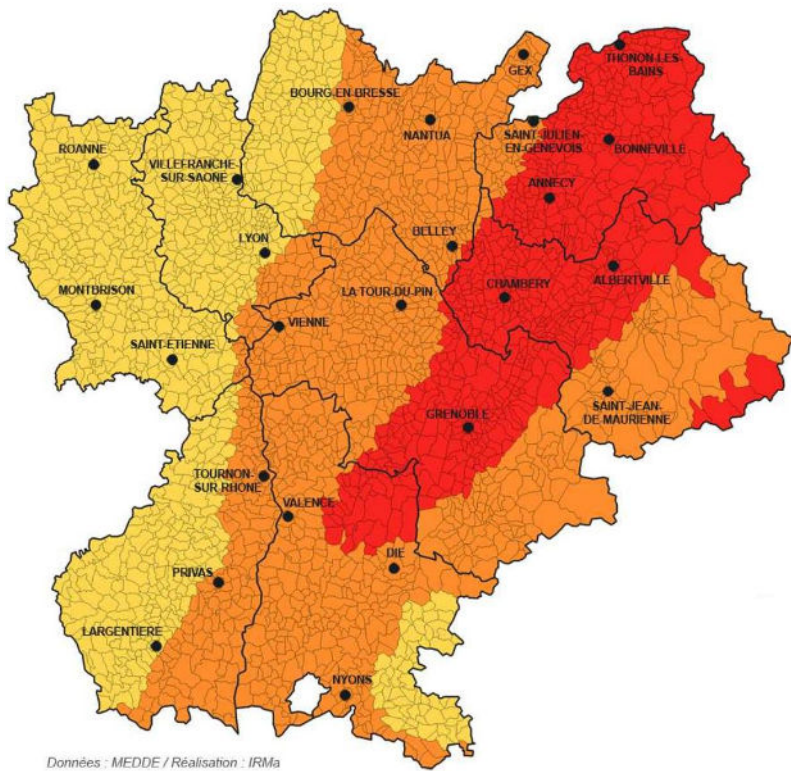 THONON-LES-
BAINS
GEX
BOURG-EN-BRESSE
NANTUA
SAINT-JULIEN-
EN-GENEVOIS
BONNEVILLE
ROANNE
VILLEFRANCHE-
SUR-SAONE
ANNECY
BELLEY
LYON
ALBERTVILLE
CHAMBERY
MONTBRISON
LA TOUR-DU-PIN
VIENNE
SAINT-ETIENNE
SAINT-JEAN-
DE MAURIENNE
GRENOBLE
TOURNON-
SUR RHONE
VALENCE
DIE
PRIVAS
LARGENTIERE
NYONS
Données : MEDDE / Réalisation : IRMa